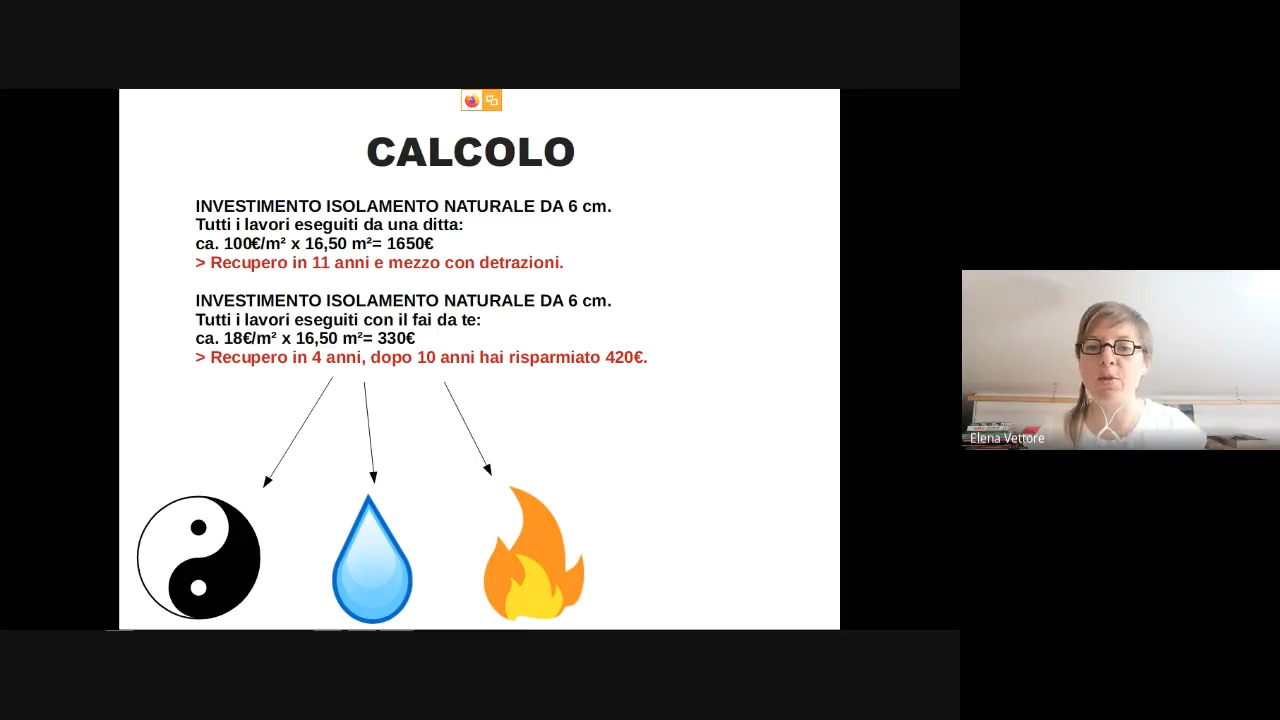 CALCOLO
INVESTIMENTO ISOLAMENTO NATURALE DA 6 cm.
Tutti i lavori eseguiti da una ditta:
ca. 100€/m² x 16,50 m²= 1650€
> Recupero in 11 anni e mezzo con detrazioni.
INVESTIMENTO ISOLAMENTO NATURALE DA 6 cm.
Tutti i lavori eseguiti con il fai da te:
ca. 18€/m² x 16,50 m²= 330€
> Recupero in 4 anni, dopo 10 anni hai risparmiato 420€.
Elena Vettore